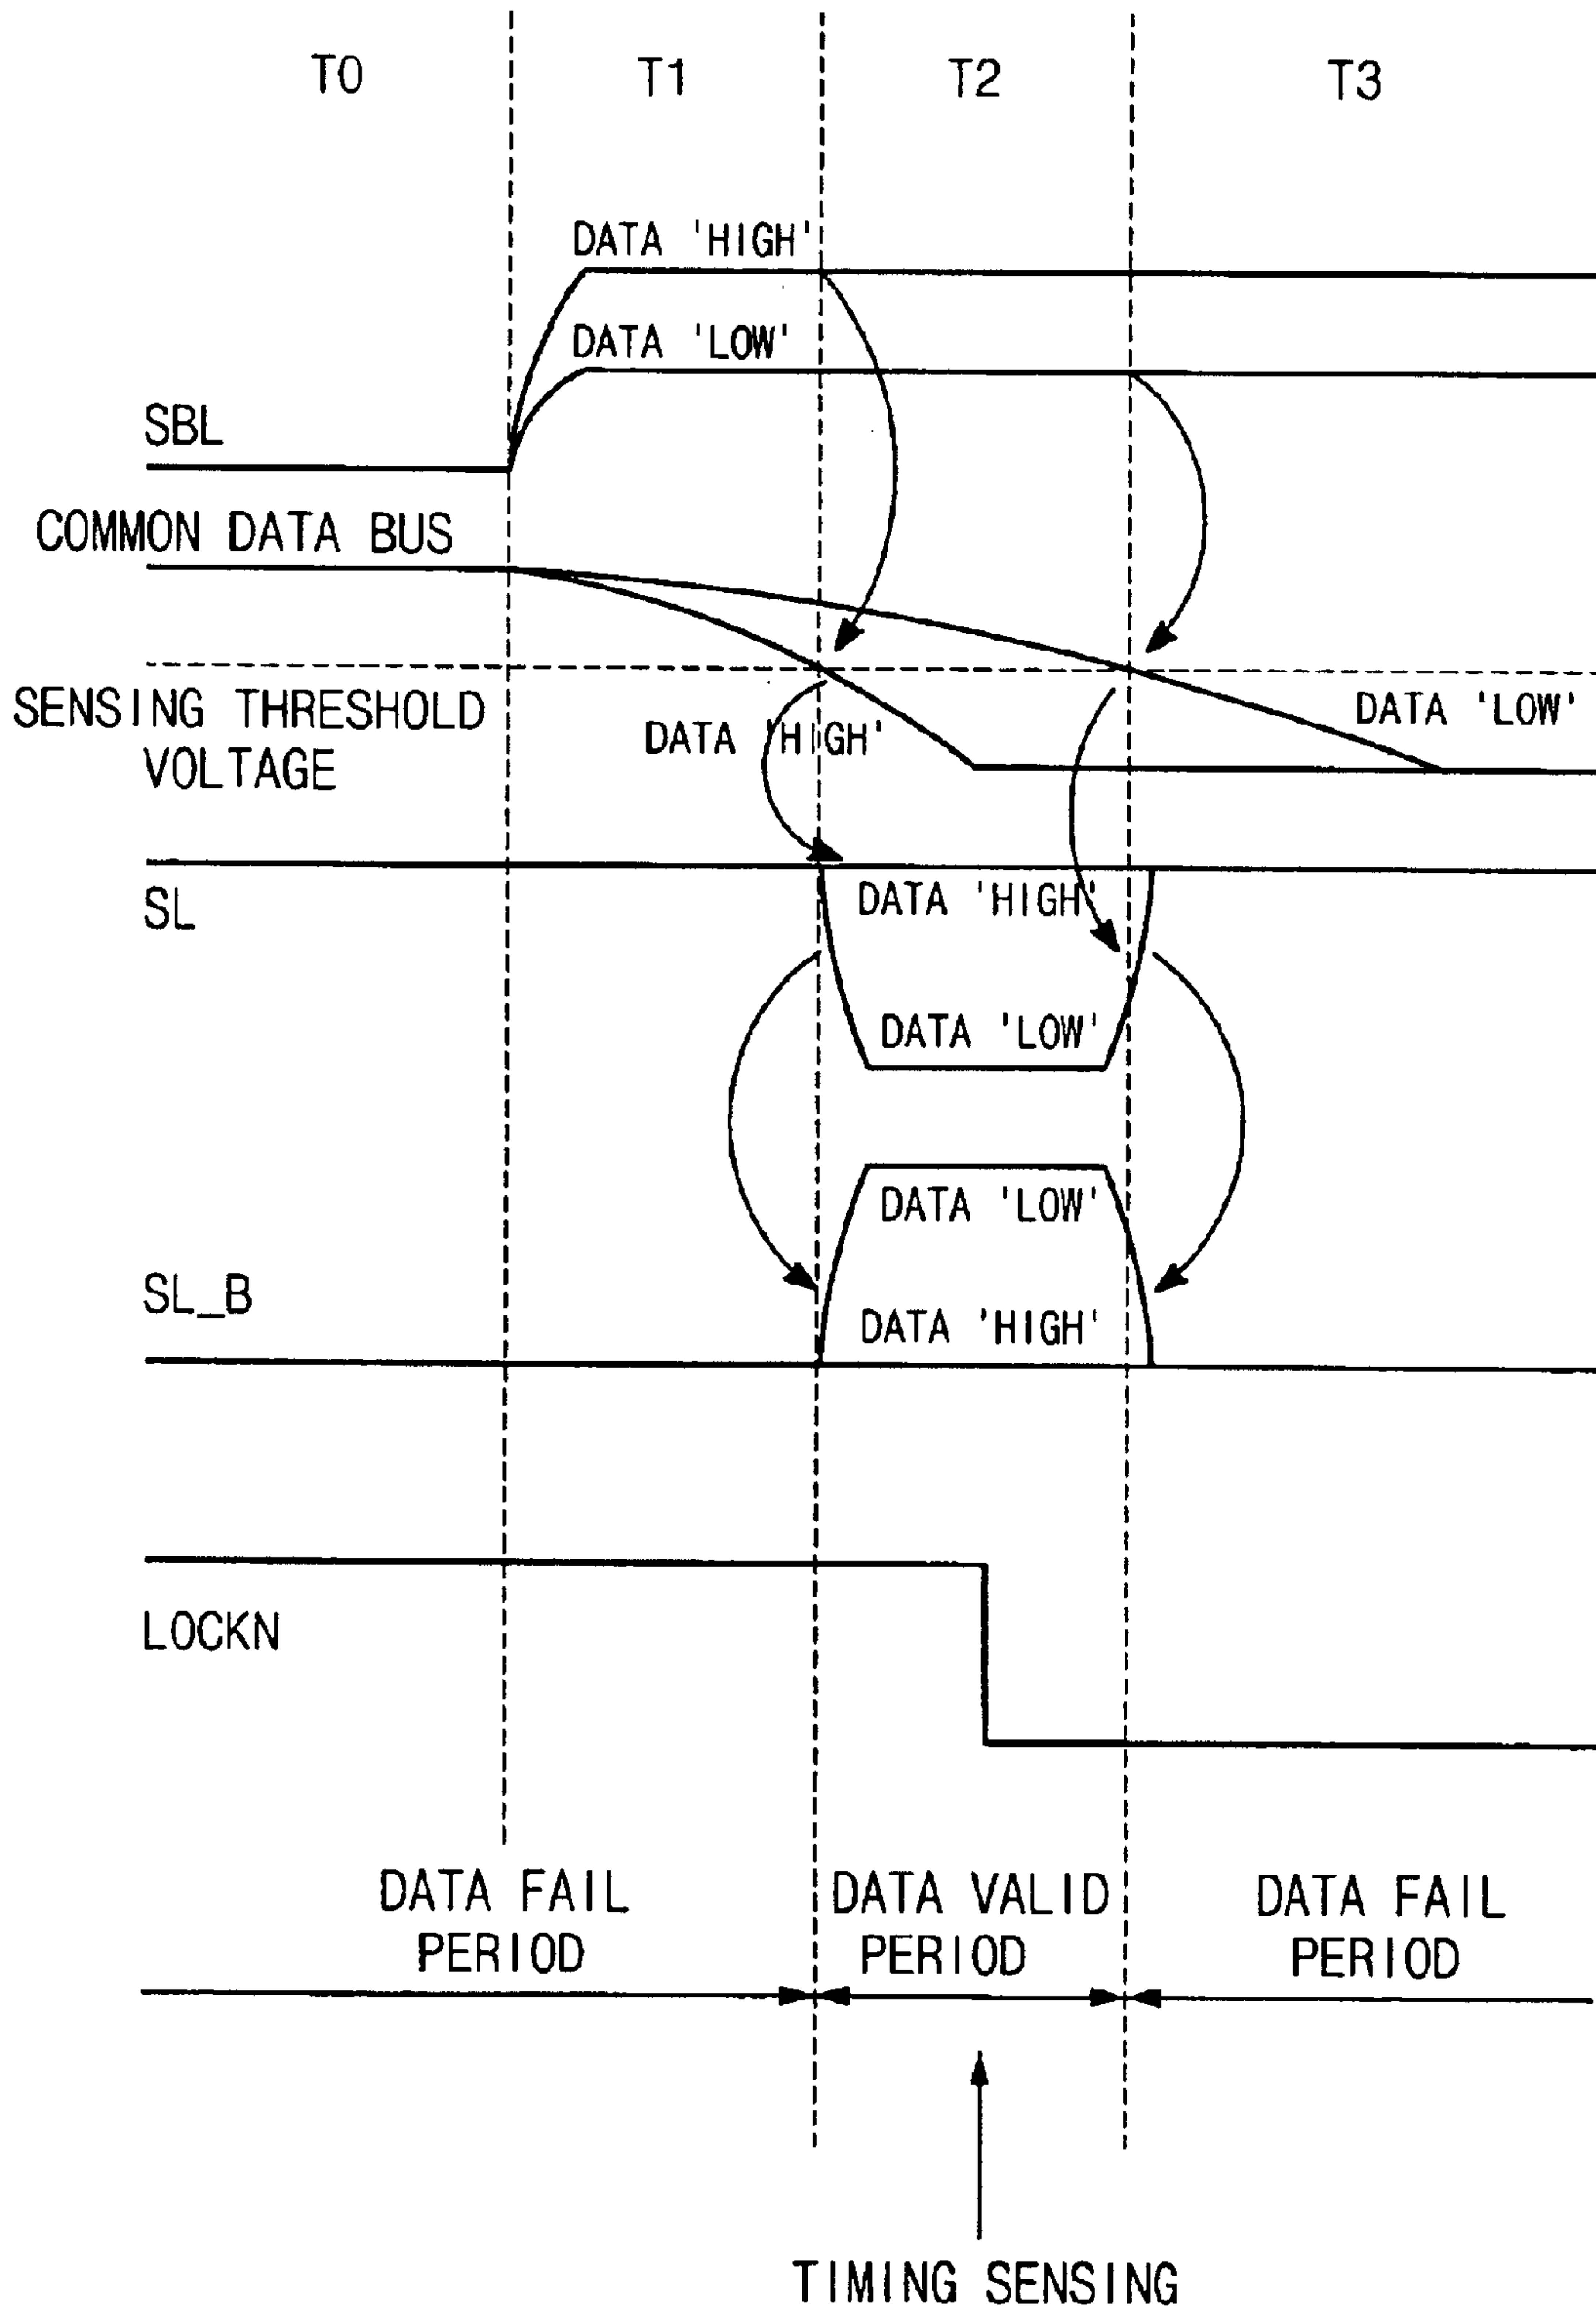 T0 T1 T2 T3
DATA 'HIGH'
DATA 'LOW'
SBL
COMMON DATA BUS
SENSING THRESHOLD
VOLTAGE
DATA 'HIGH'
DATA 'LOW'
SL
DATA 'HIGH'
DATA 'LOW'
DATA 'LOW'
SL_B
DATA 'HIGH'
LOCKN
DATA FAIL
PERIOD
DATA VALID
PERIOD
DATA FAIL
PERIOD
TIMING SENSING